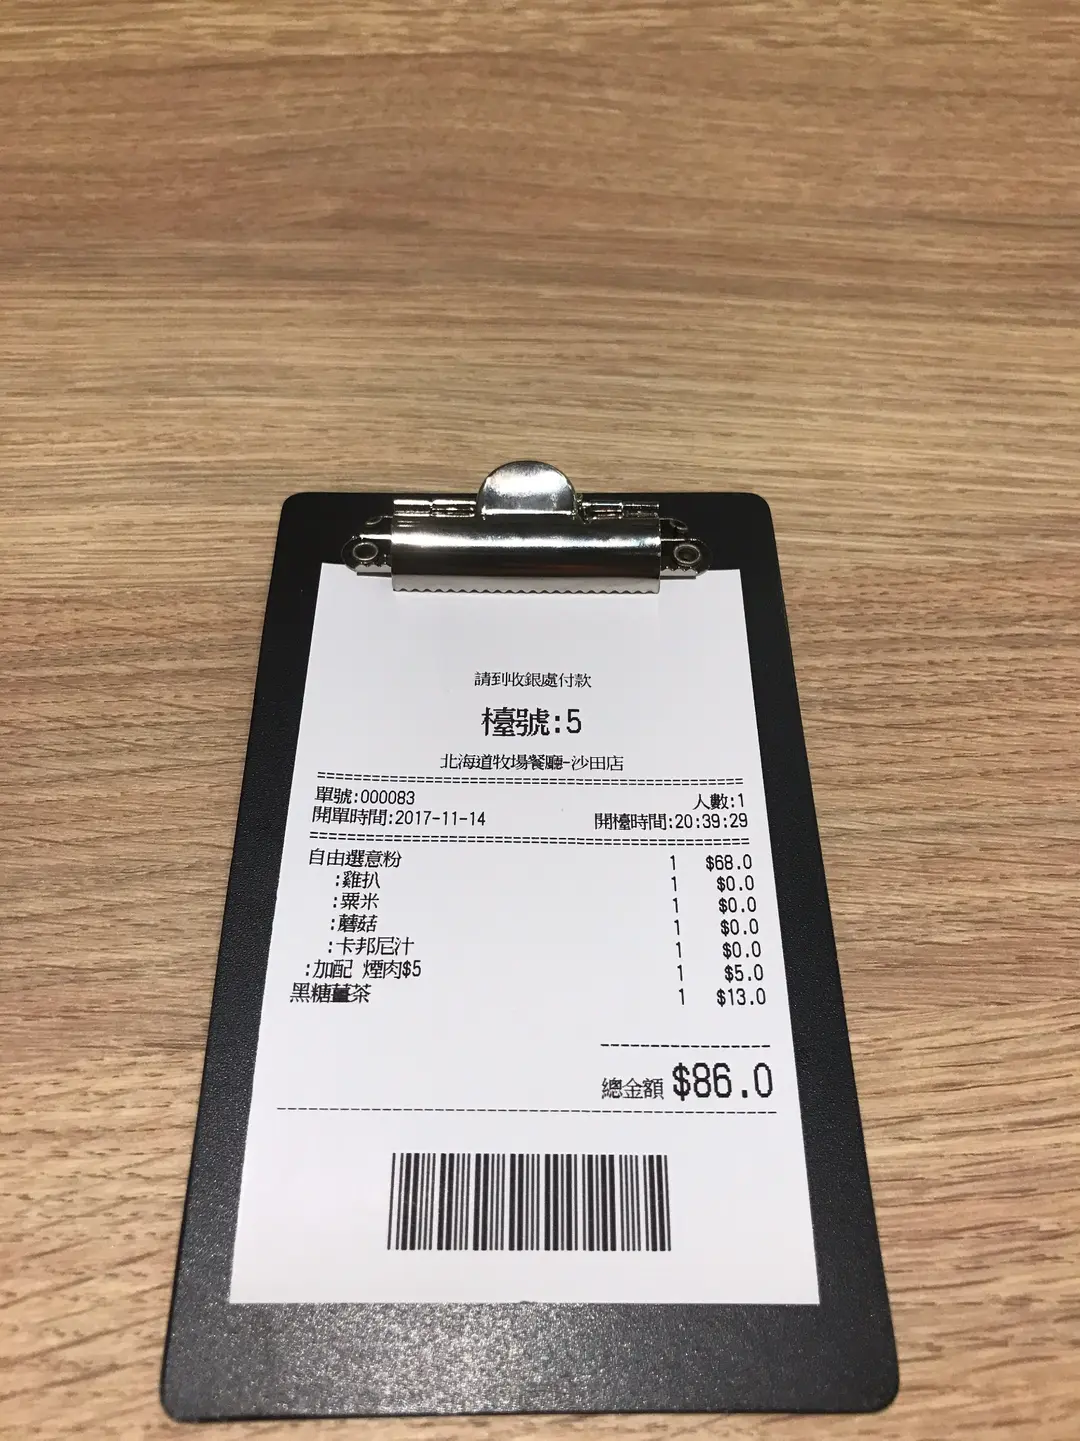 請到收銀處付款
檯號:5
北海道牧場餐廳-沙田店
單號:000083 人數:1
開單時間:2017-11-14 開檯時間:20:39:29
自由選意粉 1 $68.0
:雞扒 1 $0.0
:粟米 1 $0.0
:蘑菇 1 $0.0
:卡邦尼汁 1 $0.0
:加配 煙肉$5 1 $5.0
黑糖薑茶 1 $13.0
總金額 $86.0